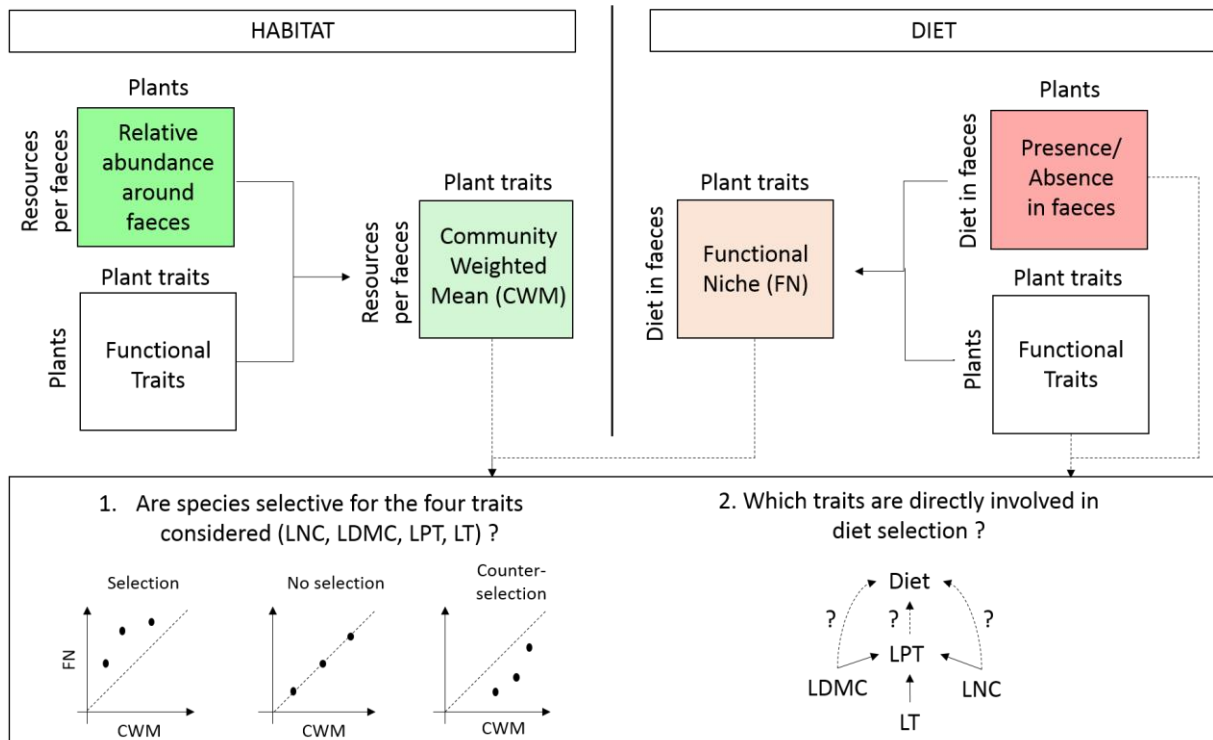 HABITAT
Plants
Resources
per faeces
Relative
abundance
around
faeces
Plant traits
Plants
Functional
Traits
Plant traits
Resources
per faeces
Community
Weighted
Mean (CWM)
DIET
Plants
Diet in faeces
Presence/
Absence
in faeces
Plant traits
Diet in faeces
Functional
Niche (FN)
Plant traits
Plants
Functional
Traits
1. Are species selective for the four traits
considered (LNC, LDMC, LPT, LT) ?
Selection
FN
CWM
No selection
CWM
Counter-
selection
CWM
2. Which traits are directly involved in
diet selection ?
Diet
? ? ?
LPT
LDMC LNC
LT